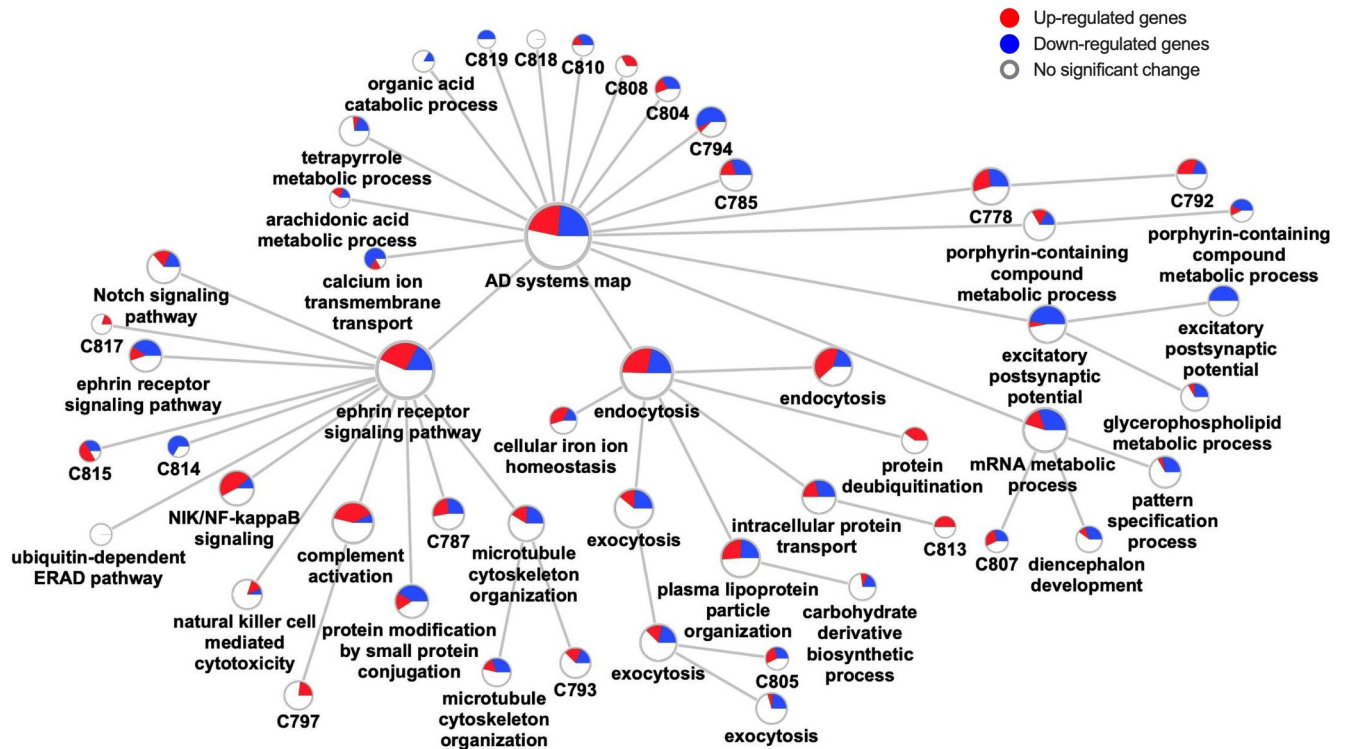 Up-regulated genes
Down-regulated genes
No significant change
C819
C818
C810
C808
C804
C794
C785
organic acid
catabolic process
tetrapyrrole
metabolic process
arachidonic acid
metabolic process
calcium ion
transmembrane
transport
AD systems map
C778
C792
porphyrin-containing
compound
metabolic process
porphyrin-containing
compound
metabolic process
excitatory
postsynaptic
potential
excitatory
postsynaptic
potential
glycerophospholipid
metabolic process
Notch signaling
pathway
C817
ephrin receptor
signaling pathway
C815
C814
ephrin receptor
signaling pathway
endocytosis
endocytosis
cellular iron ion
homeostasis
protein
deubiquitination
mRNA metabolic
process
pattern
specification
process
C807
diencephalon
development
NIK/NF-kappaB
signaling
ubiquitin-dependent
ERAD pathway
complement
activation
C787
microtubule
cytoskeleton
organization
exocytosis
intracellular protein
transport
C813
plasma lipoprotein
particle
organization
carbohydrate
derivative
biosynthetic
process
natural killer cell
mediated
cytotoxicity
protein modification
by small protein
conjugation
C797
microtubule
cytoskeleton
organization
C793
exocytosis
C805
exocytosis